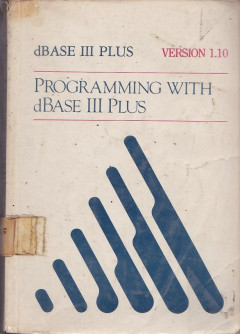 dBASE III PLUS VERSION 1.10
PROGRAMMING WITH
dBASE III PLUS